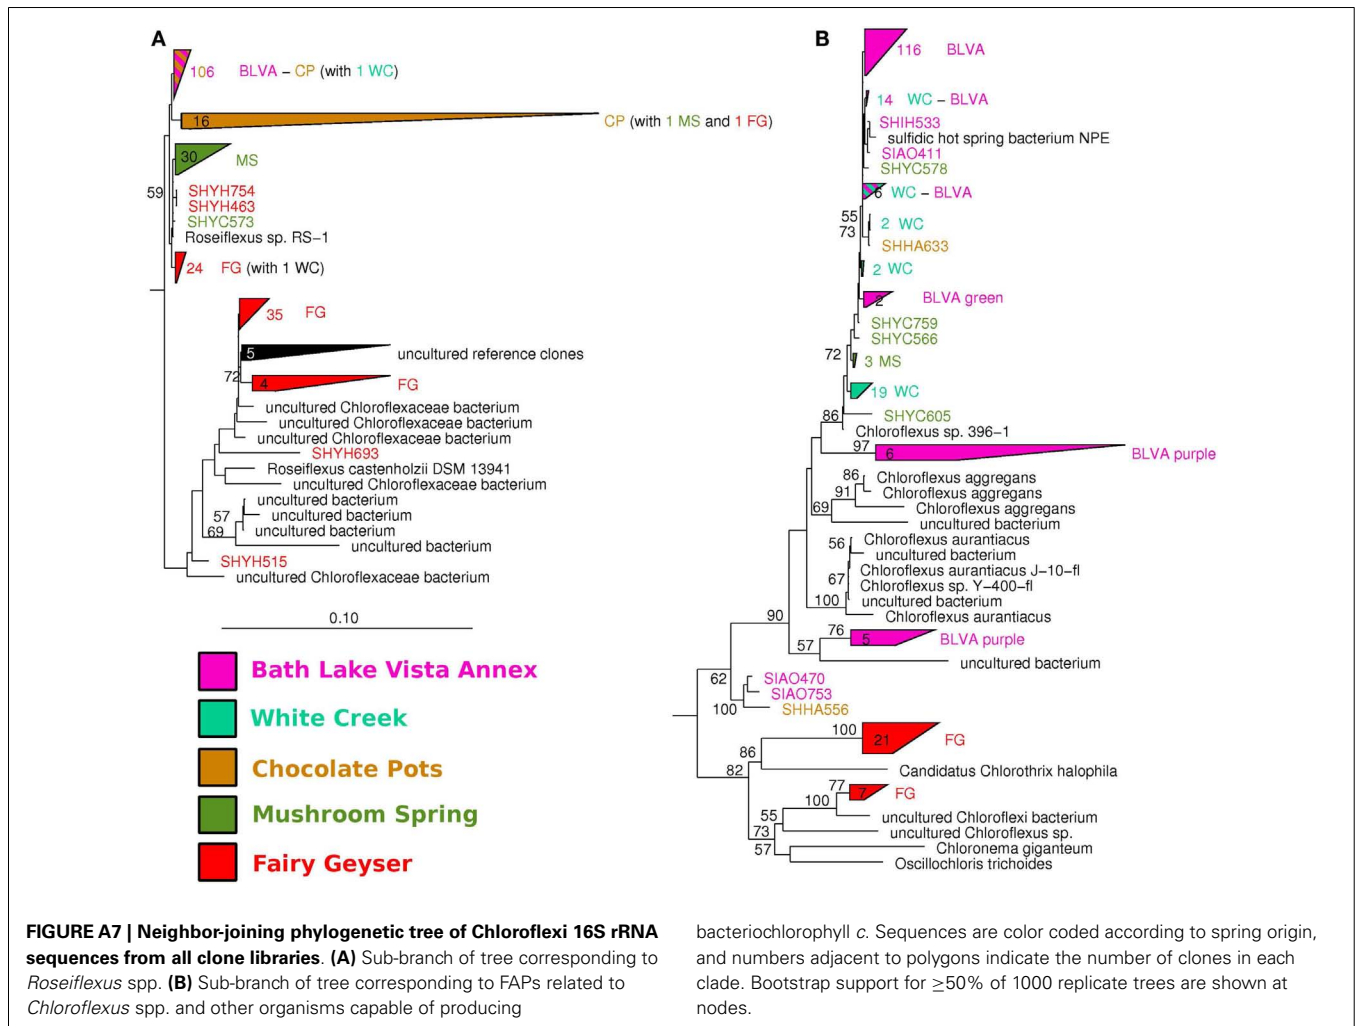 A
106 BLVA – CP (with 1 WC)
16 CP (with 1 MS and 1 FG)
30 MS
59
SHYH754
SHYH463
SHYC573
Roseiflexus sp. RS−1
24 FG (with 1 WC)
35 FG
5 uncultured reference clones
72
4 FG
uncultured Chloroflexaceae bacterium
uncultured Chloroflexaceae bacterium
uncultured Chloroflexaceae bacterium
SHYH693
Roseiflexus castenholzii DSM 13941
uncultured Chloroflexaceae bacterium
uncultured bacterium
57 uncultured bacterium
69 uncultured bacterium
uncultured bacterium
SHYH515
uncultured Chloroflexaceae bacterium
0.10
Bath Lake Vista Annex
White Creek
Chocolate Pots
Mushroom Spring
Fairy Geyser
B
116 BLVA
14 WC – BLVA
SHIH533
sulfidic hot spring bacterium NPE
SIAO411
SHYC578
6 WC – BLVA
55
73
2 WC
SHHA633
2 WC
2 BLVA green
SHYC759
SHYC566
72
3 MS
19 WC
86 SHYC605
Chloroflexus sp. 396−1
97 6 BLVA purple
86 Chloroflexus aggregans
91 Chloroflexus aggregans
69 Chloroflexus aggregans
uncultured bacterium
56 Chloroflexus aurantiacus
uncultured bacterium
67 Chloroflexus aurantiacus J−10−fl
Chloroflexus sp. Y−400−fl
100 uncultured bacterium
Chloroflexus aurantiacus
90
76 5 BLVA purple
57
uncultured bacterium
62 SIAO470
SIAO753
100 SHHA556
100 21 FG
86
82 Candidatus Chlorothrix halophila
77 7 FG
100
55 uncultured Chloroflexi bacterium
73 uncultured Chloroflexus sp.
57 Chloronema giganteum
Oscillochris trichoides
FIGURE A7 | Neighbor-joining phylogenetic tree of Chloroflexi 16S rRNA
sequences from all clone libraries. (A) Sub-branch of tree corresponding to
Roseiflexus spp. (B) Sub-branch of tree corresponding to FAPs related to
Chloroflexus spp. and other organisms capable of producing
bacteriochlorophyll c. Sequences are color coded according to spring origin,
and numbers adjacent to polygons indicate the number of clones in each
clade. Bootstrap support for ≥50% of 1000 replicate trees are shown at
nodes.